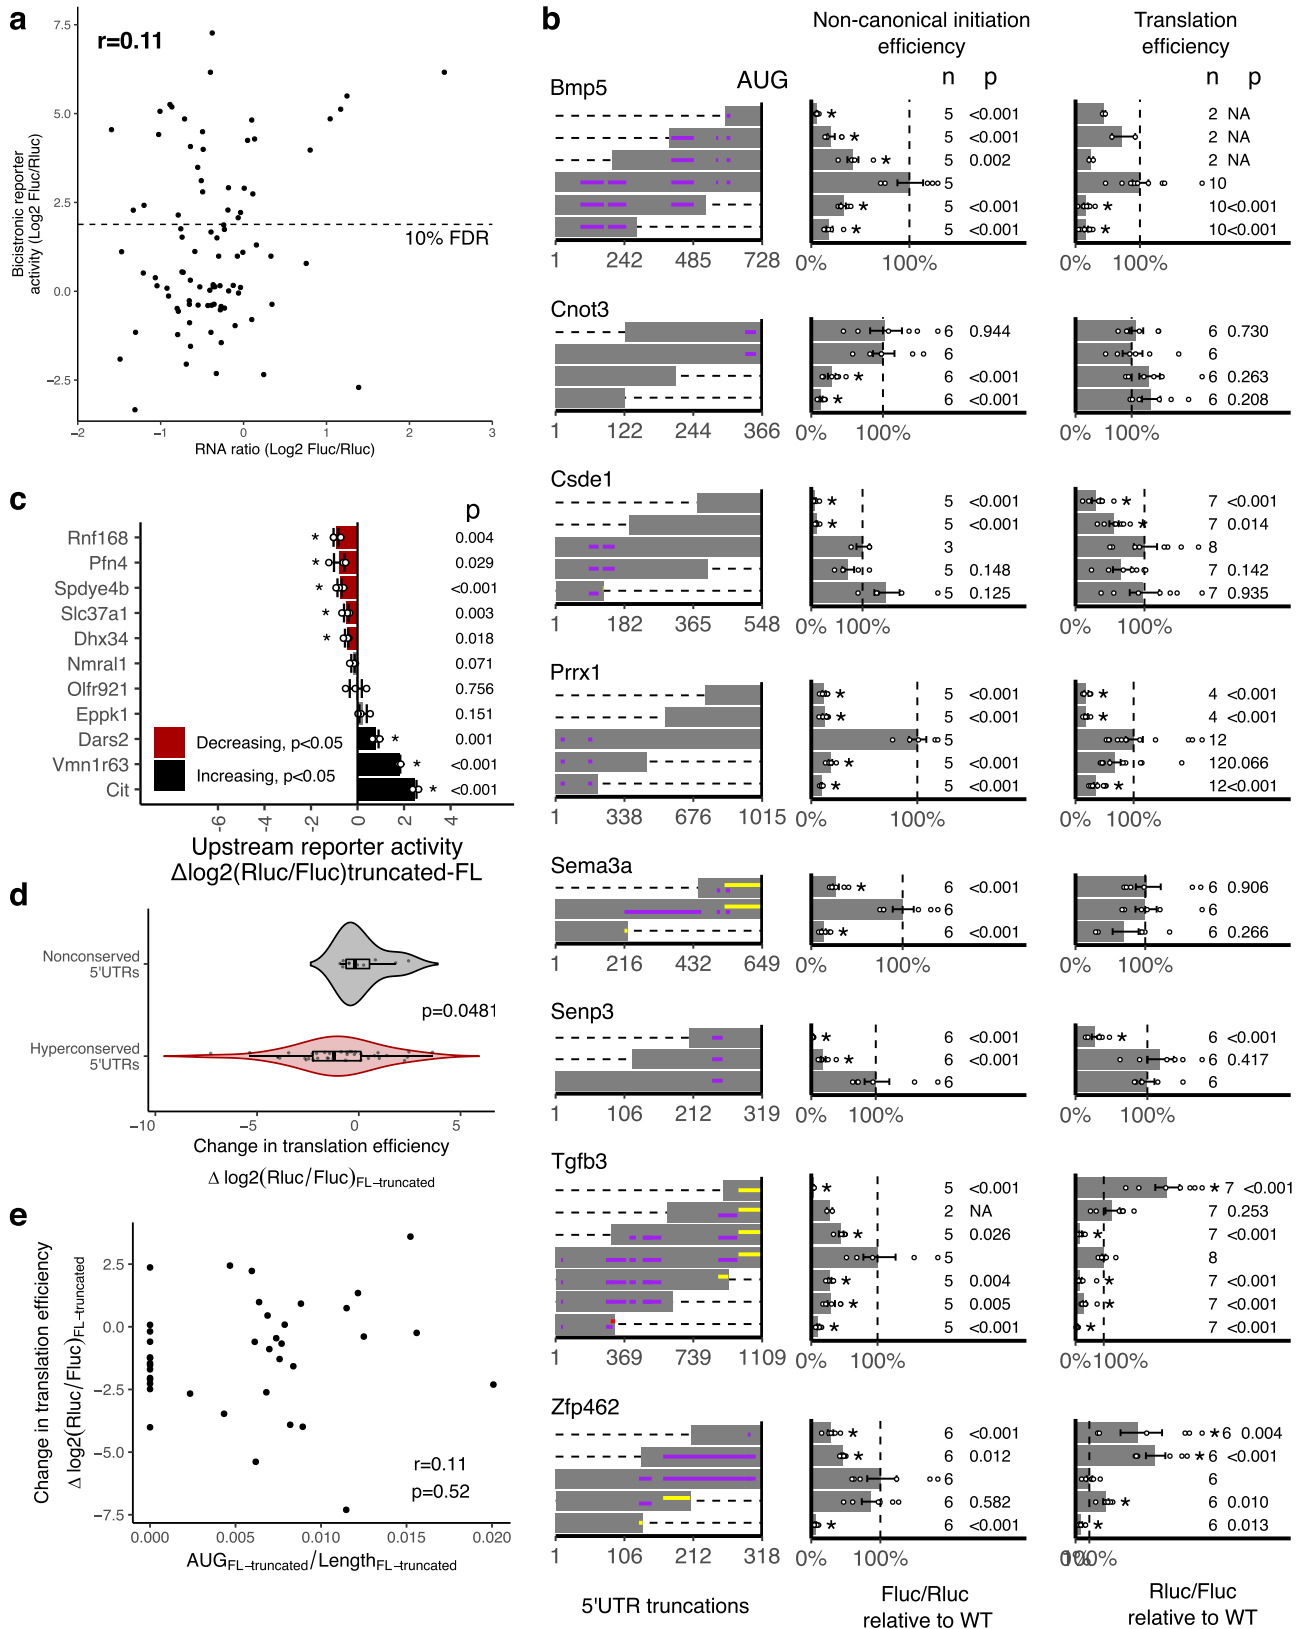 a
7.5
5.0
2.5
0.0
−2.5
r=0.11
10% FDR
Bicistronic reporter
activity (Log2 Fluc/Rluc)
−2 −1 0 1 2 3
RNA ratio (Log2 Fluc/Rluc)
b
Non-canonical initiation
efficiency
Translation
efficiency
AUG
n p
n p
Bmp5
5 <0.001 2 NA
5 <0.001 2 NA
5 0.002 2 NA
5 10
5 <0.001 10<0.001
5 <0.001 10<0.001
* * * * * * *
1 242 485 728
0% 100%
0% 100%
Cnot3
6 0.944 6 0.730
6 6
6 <0.001 6 0.263
6 <0.001 6 0.208
* *
1 122 244 366
0% 100%
0% 100%
Csde1
5 <0.001 7 <0.001
5 <0.001 7 0.014
3 8
5 0.148 7 0.142
5 0.125 7 0.935
* * * *
1 182 365 548
0% 100%
0% 100%
Prrx1
5 <0.001 4 <0.001
5 <0.001 4 <0.001
5 12
5 <0.001 120.066
5 <0.001 12<0.001
* * * * * * *
1 338 676 1015
0% 100%
0% 100%
Sema3a
6 <0.001 6 0.906
6 6
6 <0.001 6 0.266
* *
1 216 432 649
0% 100%
0% 100%
Senp3
6 <0.001 6 <0.001
6 <0.001 6 0.417
6 6
* * *
1 106 212 319
0% 100%
0% 100%
Tgfb3
5 <0.001 * 7 <0.001
2 NA 7 0.253
5 0.026 7 <0.001
5 8
5 0.004 7 <0.001
5 0.005 7 <0.001
5 <0.001 7 <0.001
* * * * * * * * *
1 369 739 1109
0% 100%
0%100%
Zfp462
6 <0.001 *6 0.004
6 0.012 *6 <0.001
6 6
6 0.582 6 0.010
6 <0.001 6 0.013
* * * * *
1 106 212 318
0% 100%
0% 100%
5'UTR truncations
Fluc/Rluc
relative to WT
Rluc/Fluc
relative to WT
c
p
Rnf168 * 0.004
Pfn4 * 0.029
Spdye4b * <0.001
Slc37a1 * 0.003
Dhx34 * 0.018
Nmral1 0.071
Olfr921 0.756
Eppk1 0.151
Dars2 * 0.001
Vmn1r63 * <0.001
Cit * <0.001
Decreasing, p<0.05
Increasing, p<0.05
-6 -4 -2 0 2 4
Upstream reporter activity
Δlog2(Rluc/Fluc)truncated-FL
d
Nonconserved
5'UTRs
Hyperconserved
5'UTRs
p=0.0481
−10 −5 0 5
Change in translation efficiency
Δ log2(Rluc/Fluc)FL−truncated
e
2.5
0.0
−2.5
−5.0
−7.5
Change in translation efficiency
Δ log2(Rluc/Fluc)FL−truncated
r=0.11
p=0.52
0.000 0.005 0.010 0.015 0.020
AUGFL−truncated/LengthFL−truncated